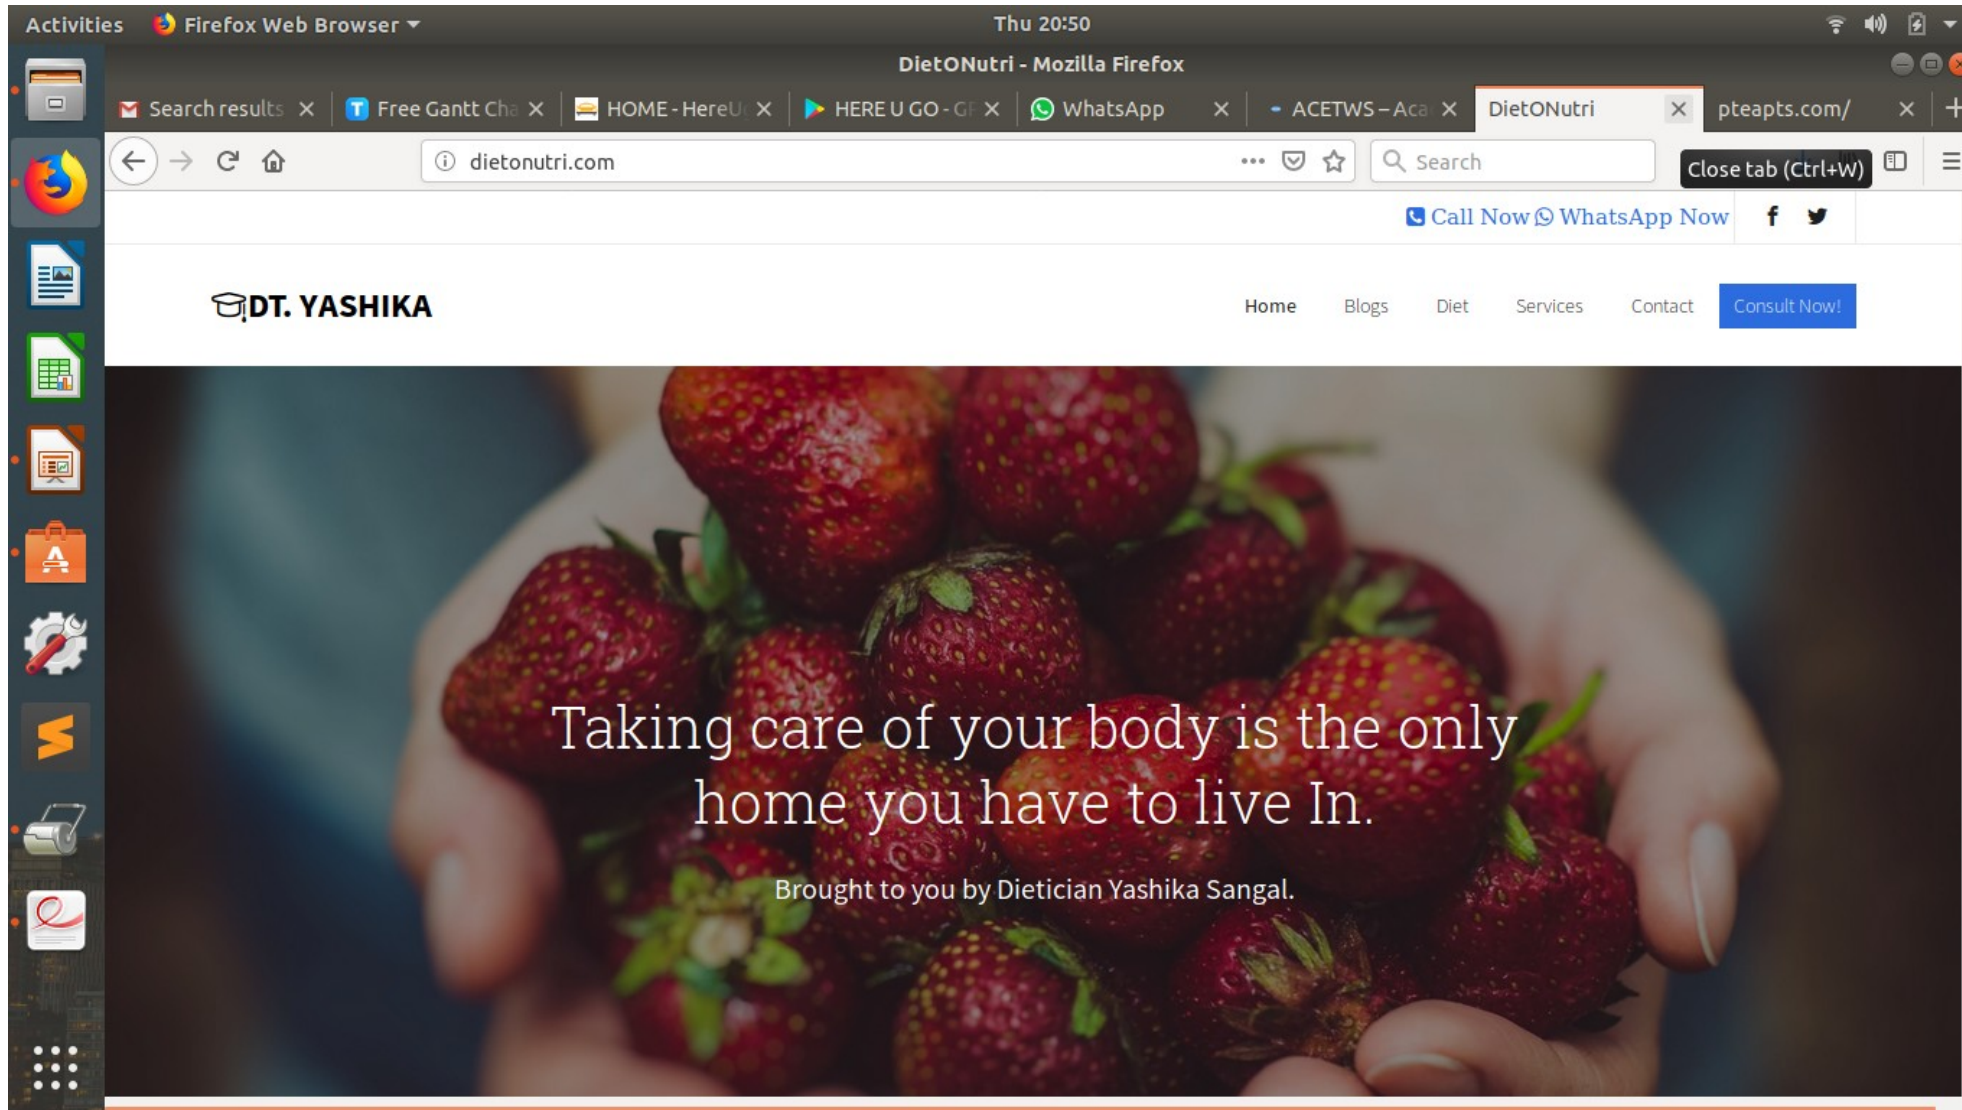 Activities Firefox Web Browser Thu 20:50
DietONutri - Mozilla Firefox
Search results Free Gantt Cha HOME - HereU HERE U GO - WhatsApp ACETWS – Aca DietONutri pteapts.com/
dietonutri.com Search Close tab (Ctrl+W)
Call Now WhatsApp Now
DT. YASHIKA Home Blogs Diet Services Contact Consult Now!
Taking care of your body is the only
home you have to live In.
Brought to you by Dietician Yashika Sangal.